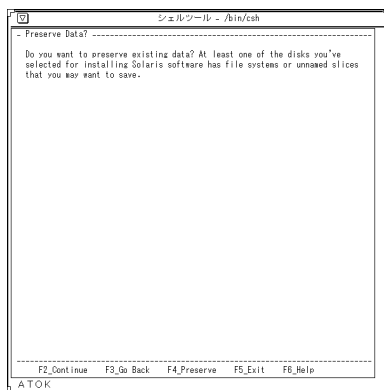 シェルツール - /bin/csh
- Preserve Data? -
Do you want to preserve existing data? At least one of the disks you've
selected for installing Solaris software has file systems or unnamed slices
that you may want to save.
F2_Continue F3_Go Back F4_Preserve F5_Exit F6_Help
ATOK